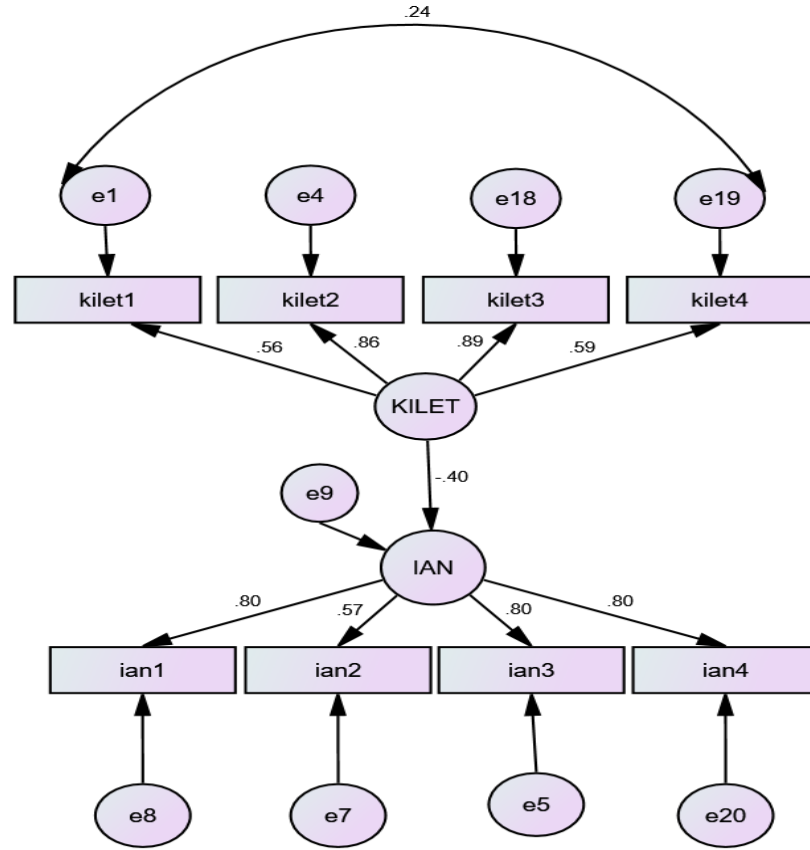 .24
e1 e4 e18 e19
kilet1 kilet2 kilet3 kilet4
.56 .86 .89 .59
KILET
-.40
e9
IAN
.80 .57 .80 .80
ian1 ian2 ian3 ian4
e8 e7 e5 e20